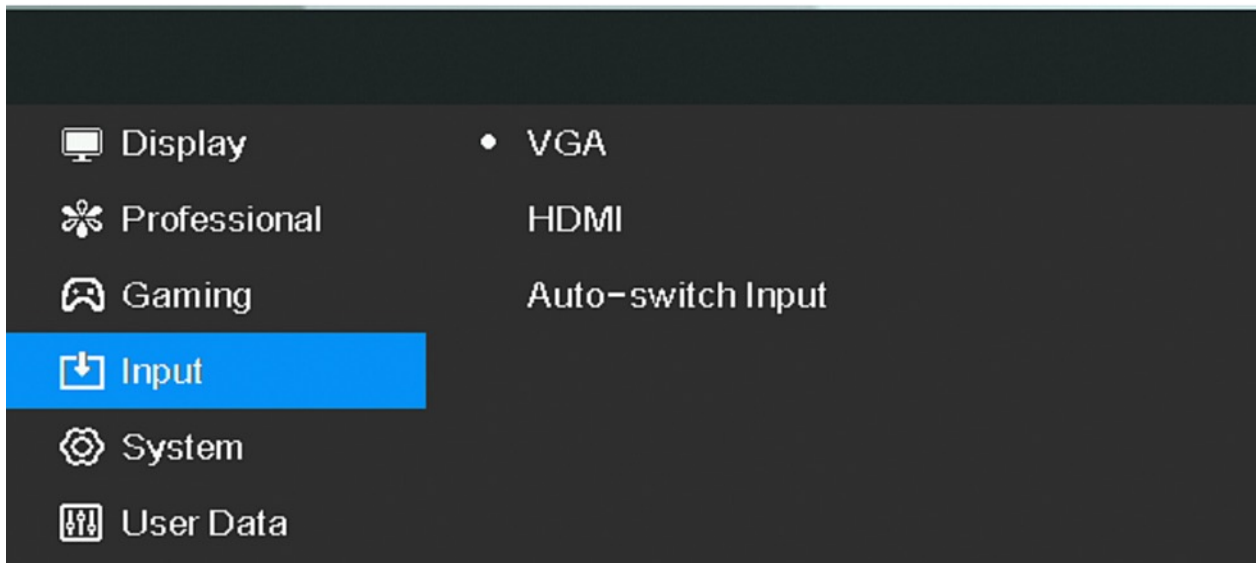 Display
Professional
Gaming
Input
System
User Data
VGA
HDMI
Auto-switch Input